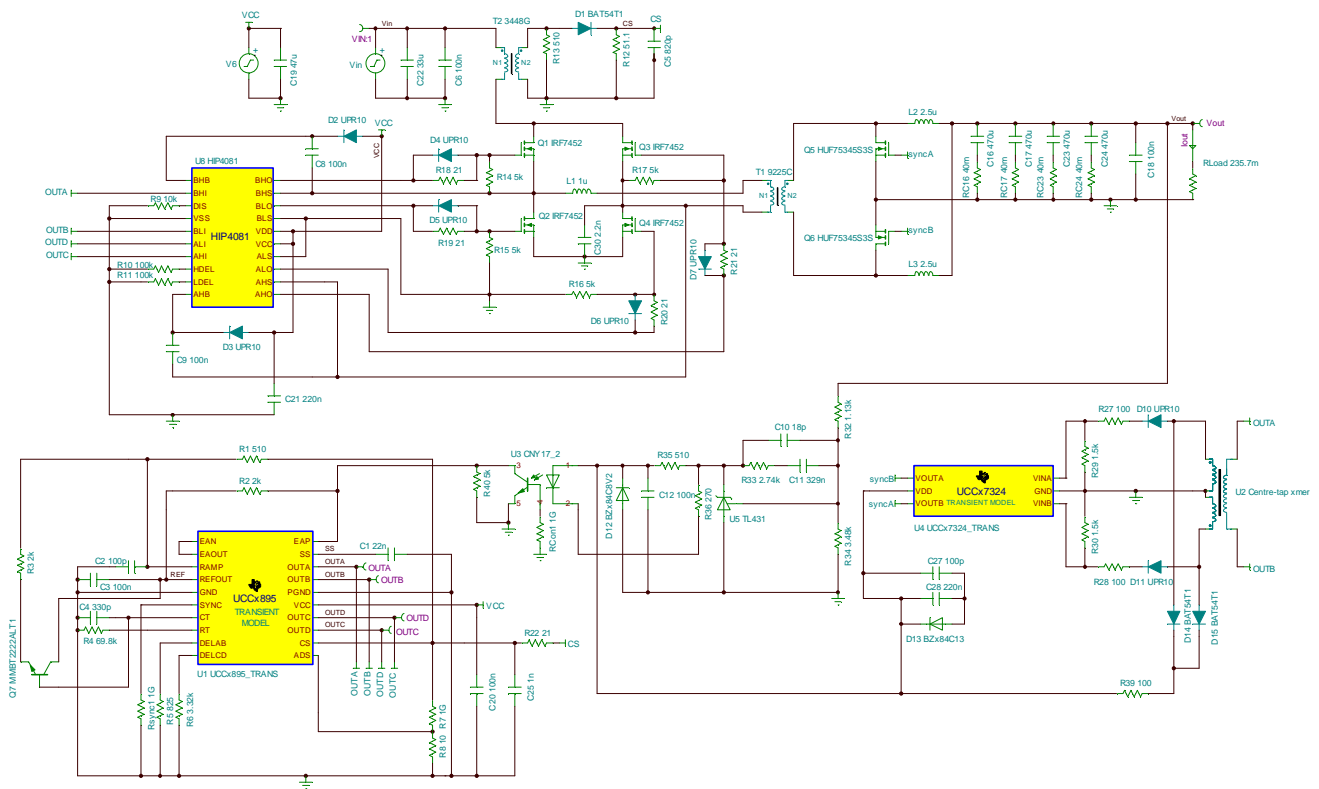 VCC
V6
C19 47u
Vin
VIN:1
Vin
C22 33u
C6 100n
T2 3448G
N1
N2
R13 510
D1 BAT54T1
CS
R12 51.1
CS
C5 820p
D2 UPR10
VCC
VCC
C8 100n
U8 HIP4081
HIP4081
BHB
BHI
DIS
VSS
BLI
ALI
AHI
HDEL
LDEL
AHB
BHO
BHS
BLO
BLS
VDD
VCC
ALS
ALO
AHS
AHO
OUTA
OUTB
OUTD
OUTC
R9 10k
R10 100k
R11 100k
D3 UPR10
C9 100n
C21 220n
D4 UPR10
R18 21
R14 5k
D5 UPR10
R19 21
R15 5k
Q1 IRF7452
Q3 IRF7452
R17 5k
L1 1u
Q2 IRF7452
Q4 IRF7452
C30 2.2n
R16 5k
D6 UPR10
R20 21
D7 UPR10
R21 21
T1 9225C
N1
N2
Q5 HUF75345S3S
syncA
Q6 HUF75345S3S
syncB
L2 2.5u
L3 2.5u
RC16 40m
C16 470u
RC17 40m
C17 470u
RC23 40m
C23 470u
RC24 40m
C24 470u
C18 100n
Vout
Vout
Iout
RLoad 235.7m
R1 510
R2 2k
R3 2k
C2 100p
C3 100n
REF
C4 330p
R4 69.8k
Q7 MMBT2222ALT1
Rsync1 1G
R5 825
R6 3.32k
UCCx895
TRANSIENT
MODEL
U1 UCCx895_TRANS
EAN
EAOUT
RAMP
REFOUT
GND
SYNC
CT
RT
DELAB
DELCD
EAP
SS
OUTA
OUTB
PGND
VCC
OUTC
OUTD
CS
ADS
SS
OUTA
OUTB
OUTD
OUTC
C1 22n
OUTA
OUTB
OUTD
OUTC
VCC
OUTA
OUTB
OUTD
OUTC
R22 21
CS
R7 1G
R8 10
C20 100n
C25 1n
U3 CNY17_2
3
5
4
1
2
R40 5k
RCon1 1G
D12 BZx84C8V2
C12 100n
R35 510
R36 270
U5 TL431
C10 18p
R33 2.74k
C11 329n
R32 1.13k
R34 3.48k
syncB
syncA
VOUTA
VDD
VOUTB
UCCx7324
TRANSIENT MODEL
VINA
GND
VINB
U4 UCCx7324_TRANS
C27 100p
C28 220n
D13 BZx84C13
R27 100
D10 UPR10
R29 1.5k
R30 1.5k
R28 100
D11 UPR10
D14 BAT54T1
D15 BAT54T1
R39 100
OUTA
U2 Centre-tap xmer
OUTB